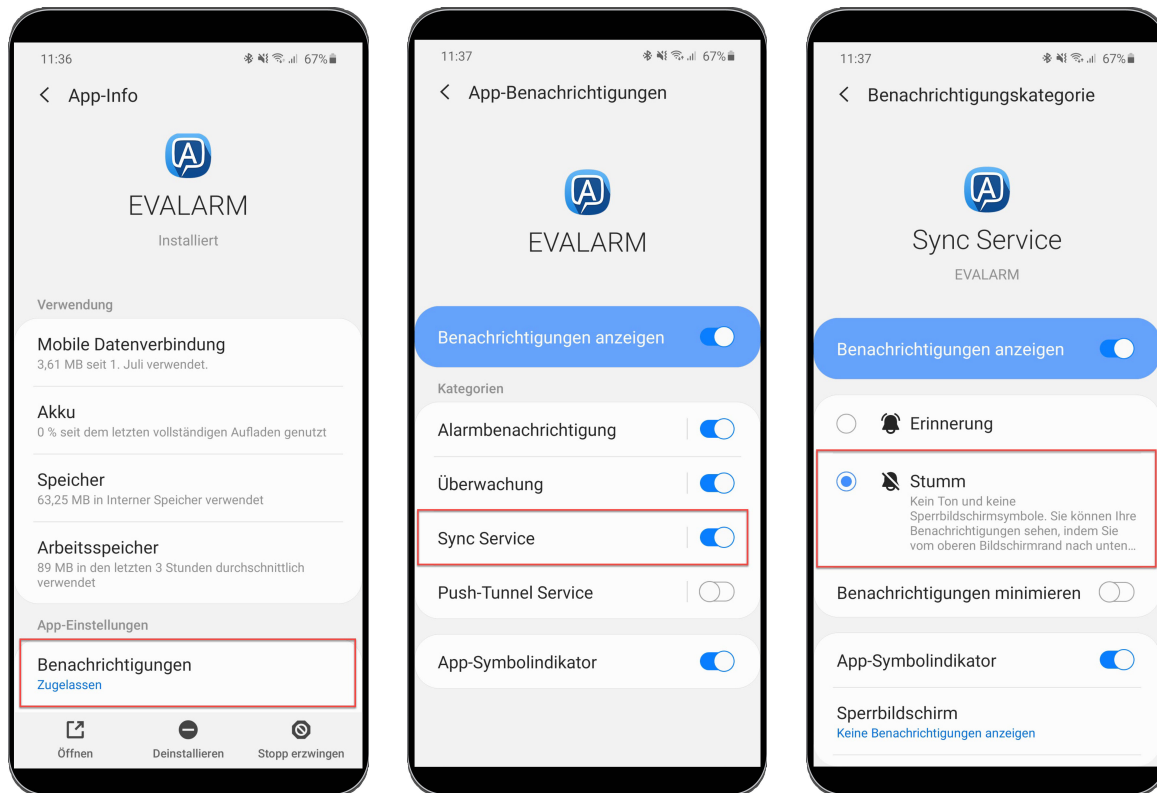 11:36
67%
App-Info
EVALARM
Installiert
Verwendung
Mobile Datenverbindung
3,61 MB seit 1. Juli verwendet.
Akku
0 % seit dem letzten vollständigen Aufladen genutzt
Speicher
63,25 MB in Interner Speicher verwendet
Arbeitsspeicher
89 MB in den letzten 3 Stunden durchschnittlich
verwendet
App-Einstellungen
Benachrichtigungen
Zugelassen
Öffnen
Deinstallieren
Stopp erzwingen
11:37
67%
App-Benachrichtigungen
EVALARM
Benachrichtigungen anzeigen
Kategorien
Alarmbenachrichtigung
Überwachung
Sync Service
Push-Tunnel Service
App-Symbolindikator
11:37
67%
Benachrichtigungskategorie
Sync Service
EVALARM
Benachrichtigungen anzeigen
Erinnerung
Stumm
Kein Ton und keine
Sperrbildschirmsymbole. Sie können Ihre
Benachrichtigungen sehen, indem Sie
vom oberen Bildschirmrand nach unten...
Benachrichtigungen minimieren
App-Symbolindikator
Sperrbildschirm
Keine Benachrichtigungen anzeigen